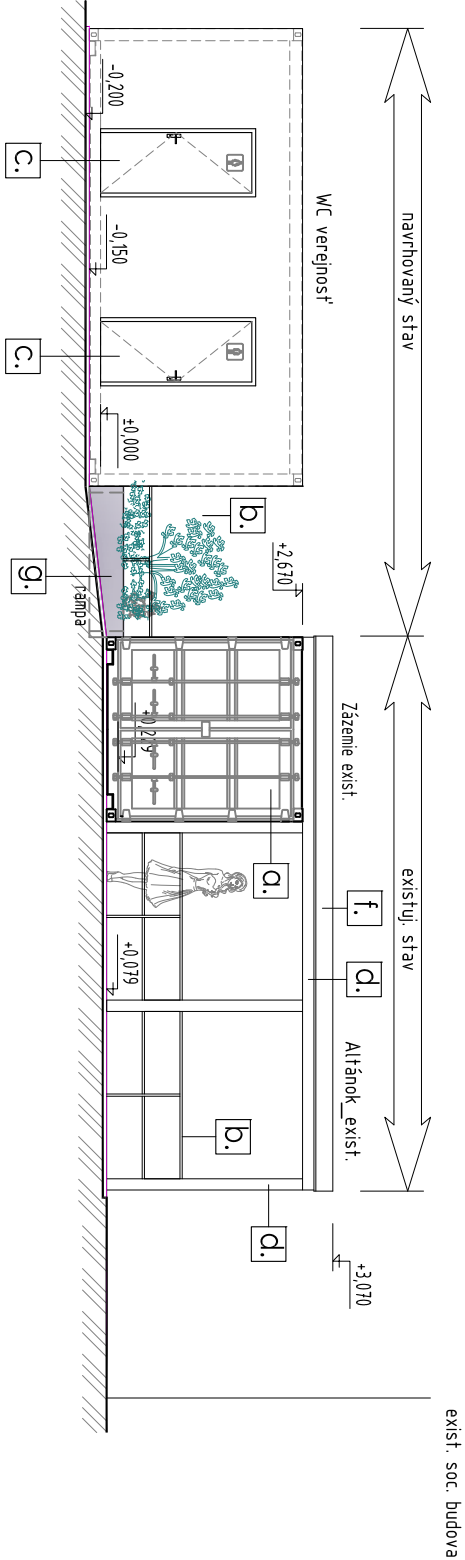 navrhovaný stav
existuj. stav
exist. soc. budova
WC verejnosť
Zázemie exist.
Altánok_exist.
+2,670
+3,070
f.
d.
b.
a.
b.
d.
-0,200
-0,150
±0,000
+0,079
c.
c.
g.
rampa